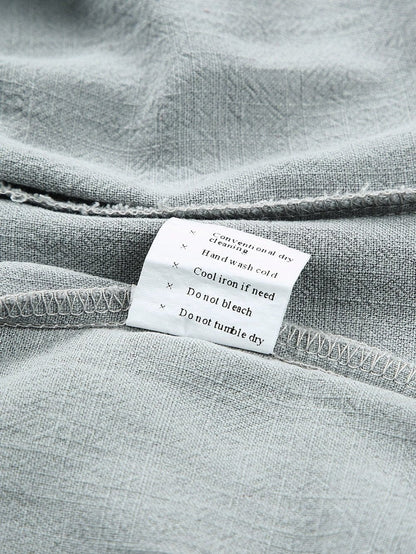 × Conventional dry
cleaning
× Hand wash cold
× Cool iron if need
× Do not bleach
× Do not tumble dry